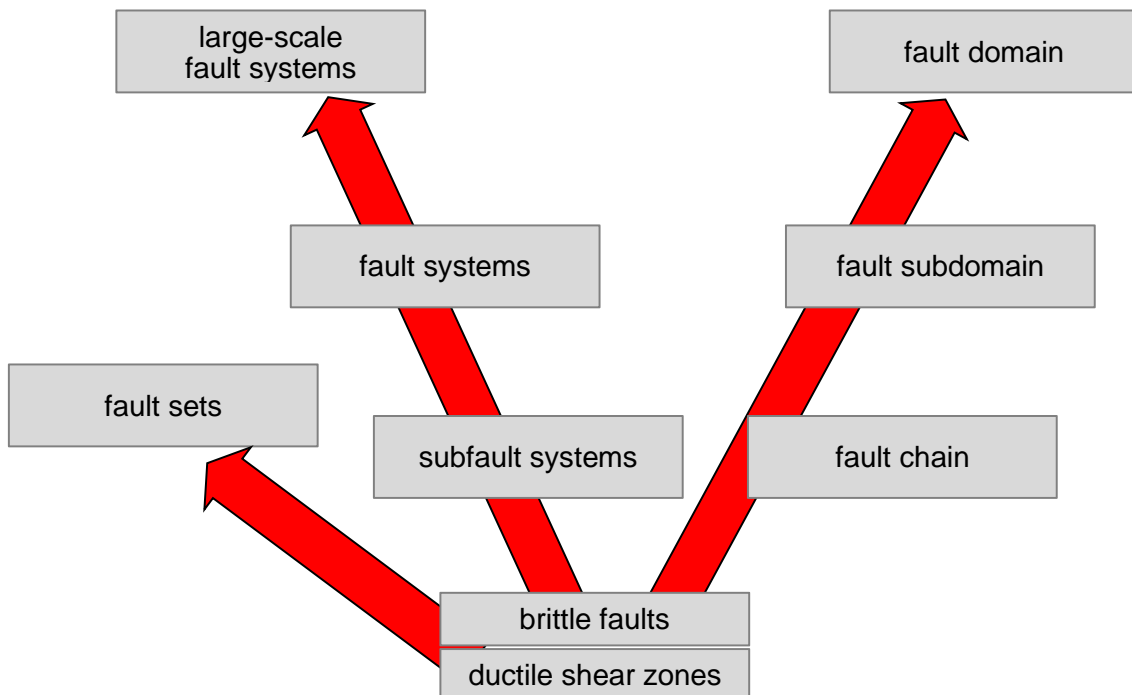 large-scale
fault systems
fault domain
fault systems
fault subdomain
fault sets
subfault systems
fault chain
brittle faults
ductile shear zones